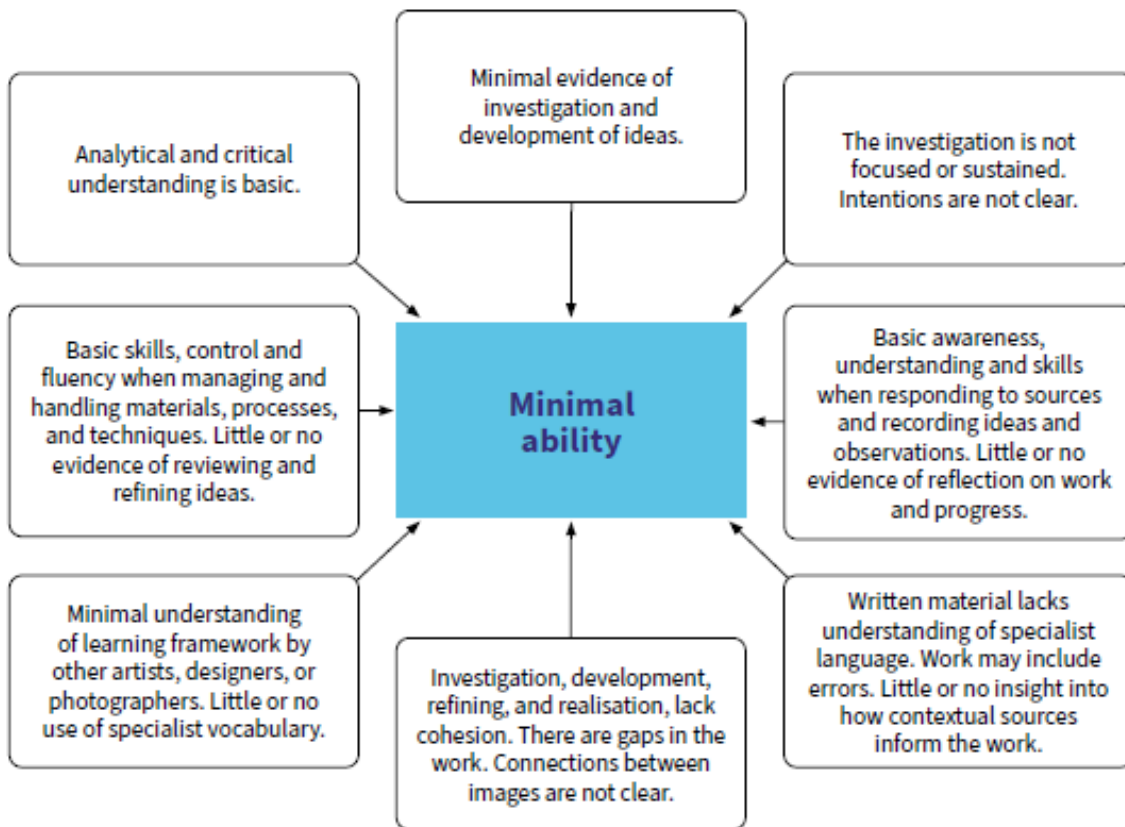 Minimal evidence of
investigation and
development of ideas.
Analytical and critical
understanding is basic.
The investigation is not
focused or sustained.
Intentions are not clear.
Basic skills, control and
fluency when managing and
handling materials, processes,
and techniques. Little or no
evidence of reviewing and
refining ideas.
Minimal
ability
Basic awareness,
understanding and skills
when responding to sources
and recording ideas and
observations. Little or no
evidence of reflection on work
and progress.
Minimal understanding
of learning framework by
other artists, designers, or
photographers. Little or no
use of specialist vocabulary.
Investigation, development,
refining, and realisation, lack
cohesion. There are gaps in the
work. Connections between
images are not clear.
Written material lacks
understanding of specialist
language. Work may include
errors. Little or no insight into
how contextual sources
inform the work.